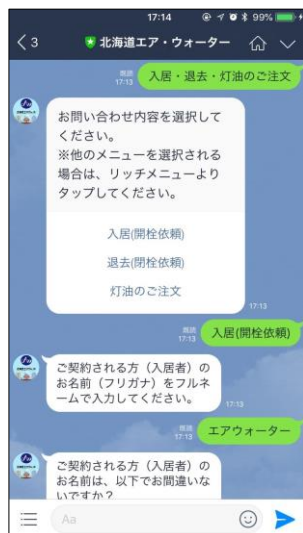 17:14
99%
3
北海道エア・ウォーター
既読
17:13
入居・退去・灯油のご注文
お問い合わせ内容を選択して
ください。
※他のメニューを選択される
場合は、リッチメニューより
タップしてください。
入居(開栓依頼)
退去(閉栓依頼)
灯油のご注文
17:13
既読
17:13
入居(開栓依頼)
ご契約される方（入居者）の
お名前（フリガナ）をフルネ
ームで入力してください。
17:13
既読
17:13
エアウォーター
ご契約される方（入居者）の
お名前は、以下でお間違いな
いですか？
Aa